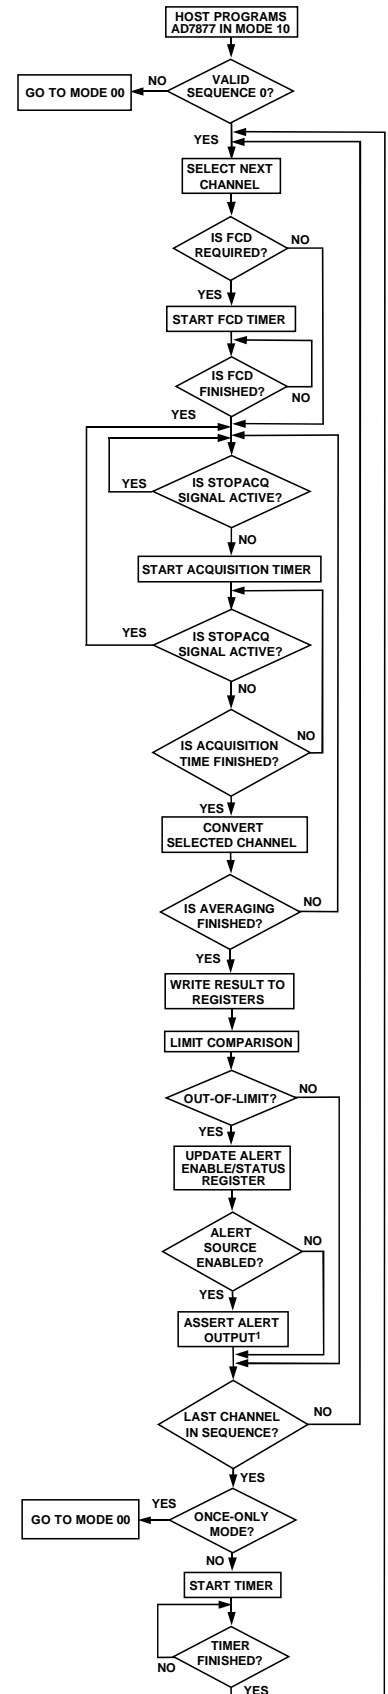 HOST PROGRAMS
AD7877 IN MODE 10
NO
VALID
SEQUENCE 0?
GO TO MODE 00
YES
SELECT NEXT
CHANNEL
IS FCD
REQUIRED?
NO
YES
START FCD TIMER
IS FCD
FINISHED?
NO
YES
YES
IS STOPACQ
SIGNAL ACTIVE?
NO
START ACQUISITION TIMER
YES
IS STOPACQ
SIGNAL ACTIVE?
NO
NO
IS ACQUISITION
TIME FINISHED?
YES
CONVERT
SELECTED CHANNEL
NO
IS AVERAGING
FINISHED?
YES
WRITE RESULT TO
REGISTERS
LIMIT COMPARISON
NO
OUT-OF-LIMIT?
YES
UPDATE ALERT
ENABLE/STATUS
REGISTER
ALERT
SOURCE
ENABLED?
NO
YES
ASSERT ALERT
OUTPUT1
LAST CHANNEL
IN SEQUENCE?
NO
YES
YES
GO TO MODE 00
ONCE-ONLY
MODE?
NO
START TIMER
TIMER
FINISHED?
NO
YES